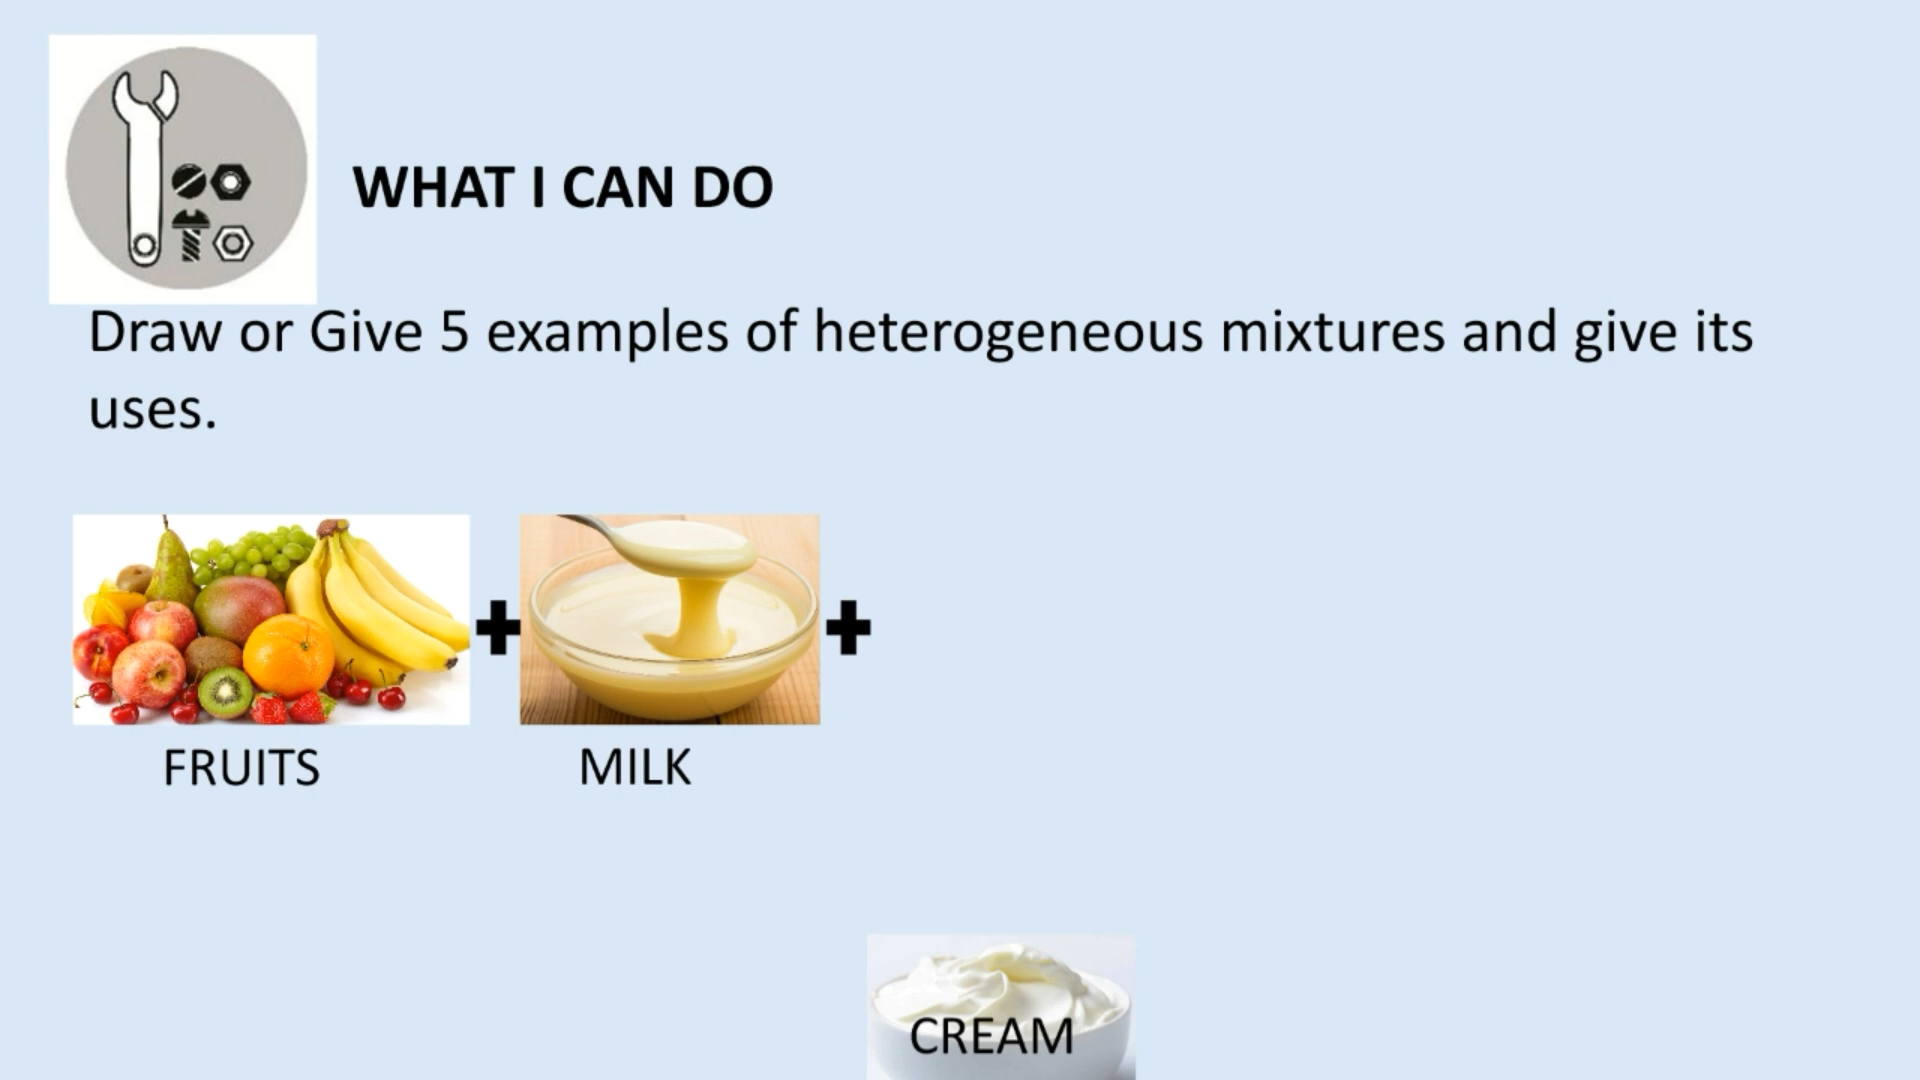 WHAT I CAN DO
Draw or Give 5 examples of heterogeneous mixtures and give its
uses.
FRUITS
MILK
CREAM